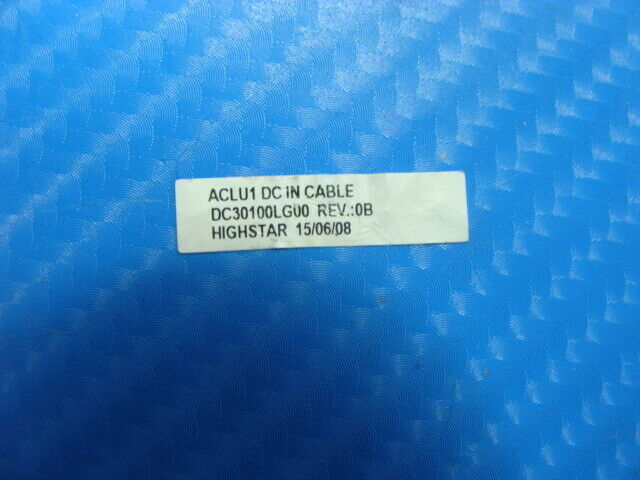 ACLU1 DC IN CABLE
DC30100LG00 REV.:0B
HIGHSTAR 15/06/08